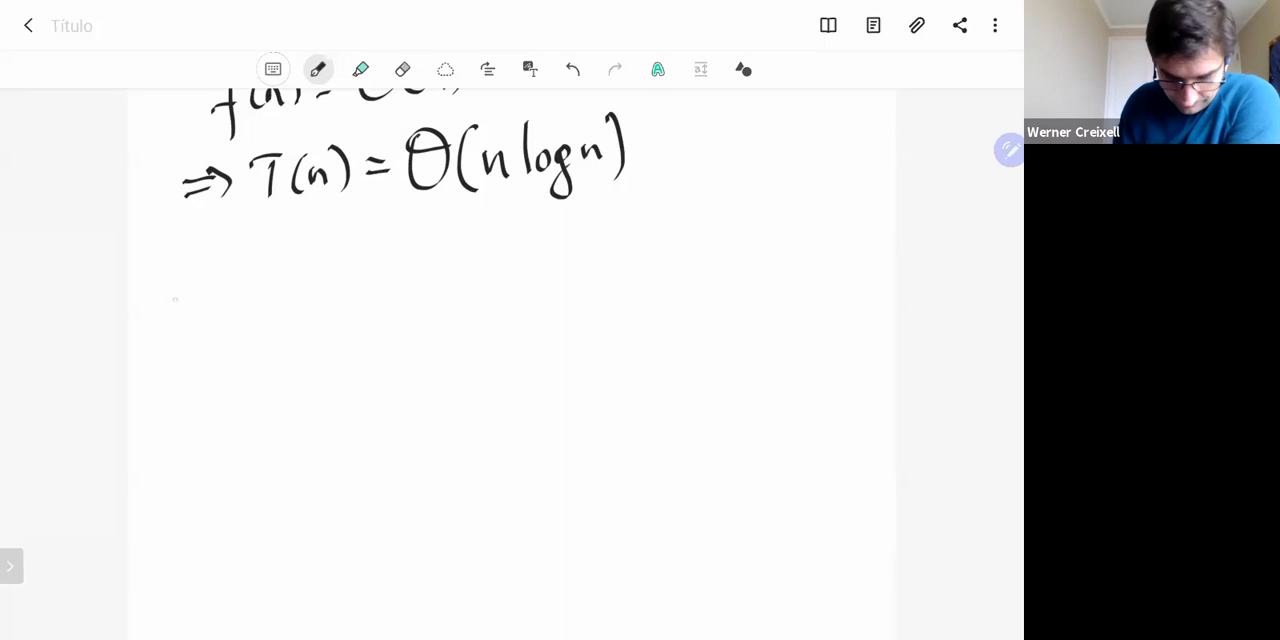 Título
f(n) =
⇒ T(n) = Θ(n log n)
Werner Creixell